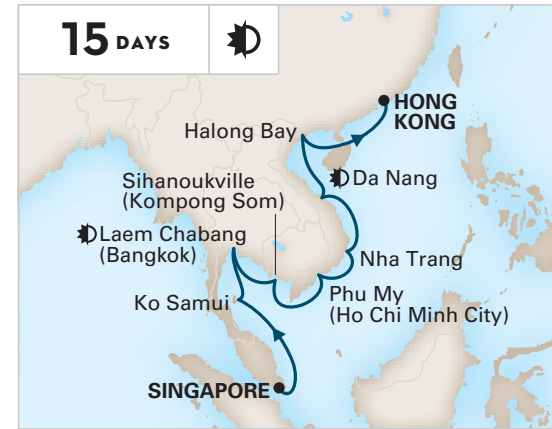 15 DAYS
HONG
KONG
Halong Bay
Da Nang
Sihanoukville
(Kompong Som)
Laem Chabang
(Bangkok)
Nha Trang
Ko Samui
Phu My
(Ho Chi Minh City)
SINGAPORE